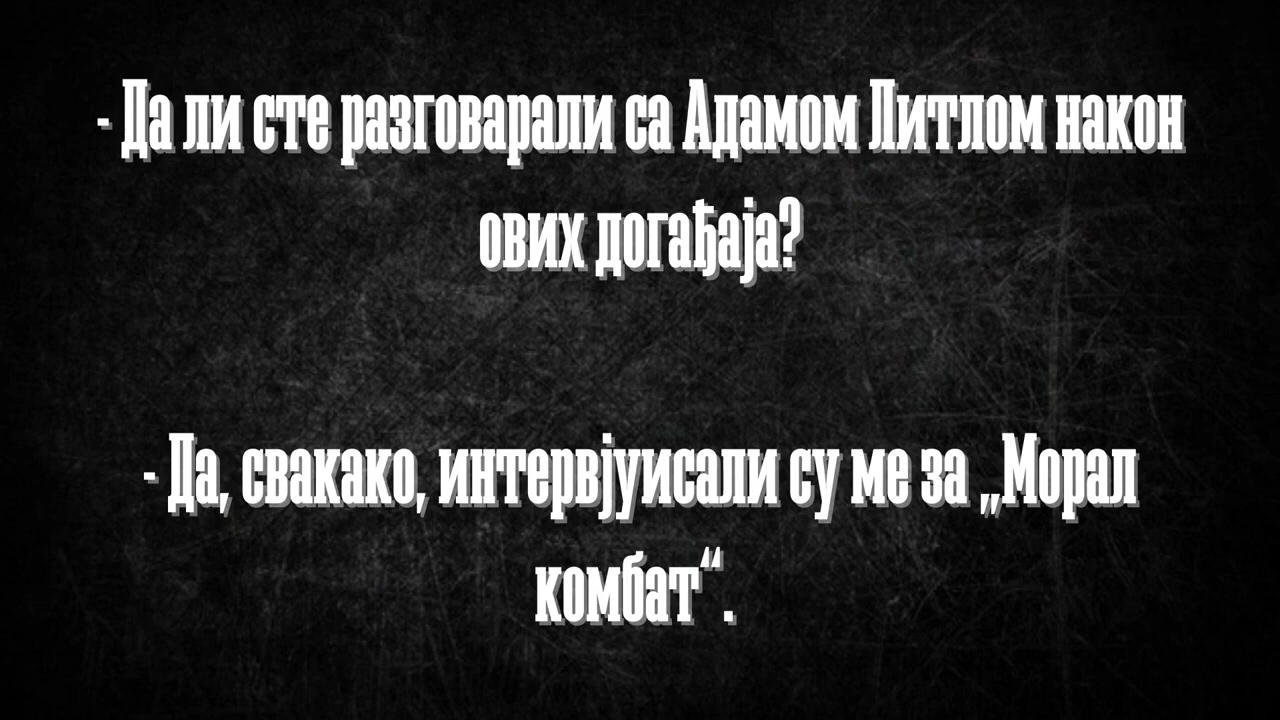 - Да ли сте разговарали са Адамом Литлом након
ових догађаја?
- Да, свакако, интервјуисали су ме за „Морал
комбат“.